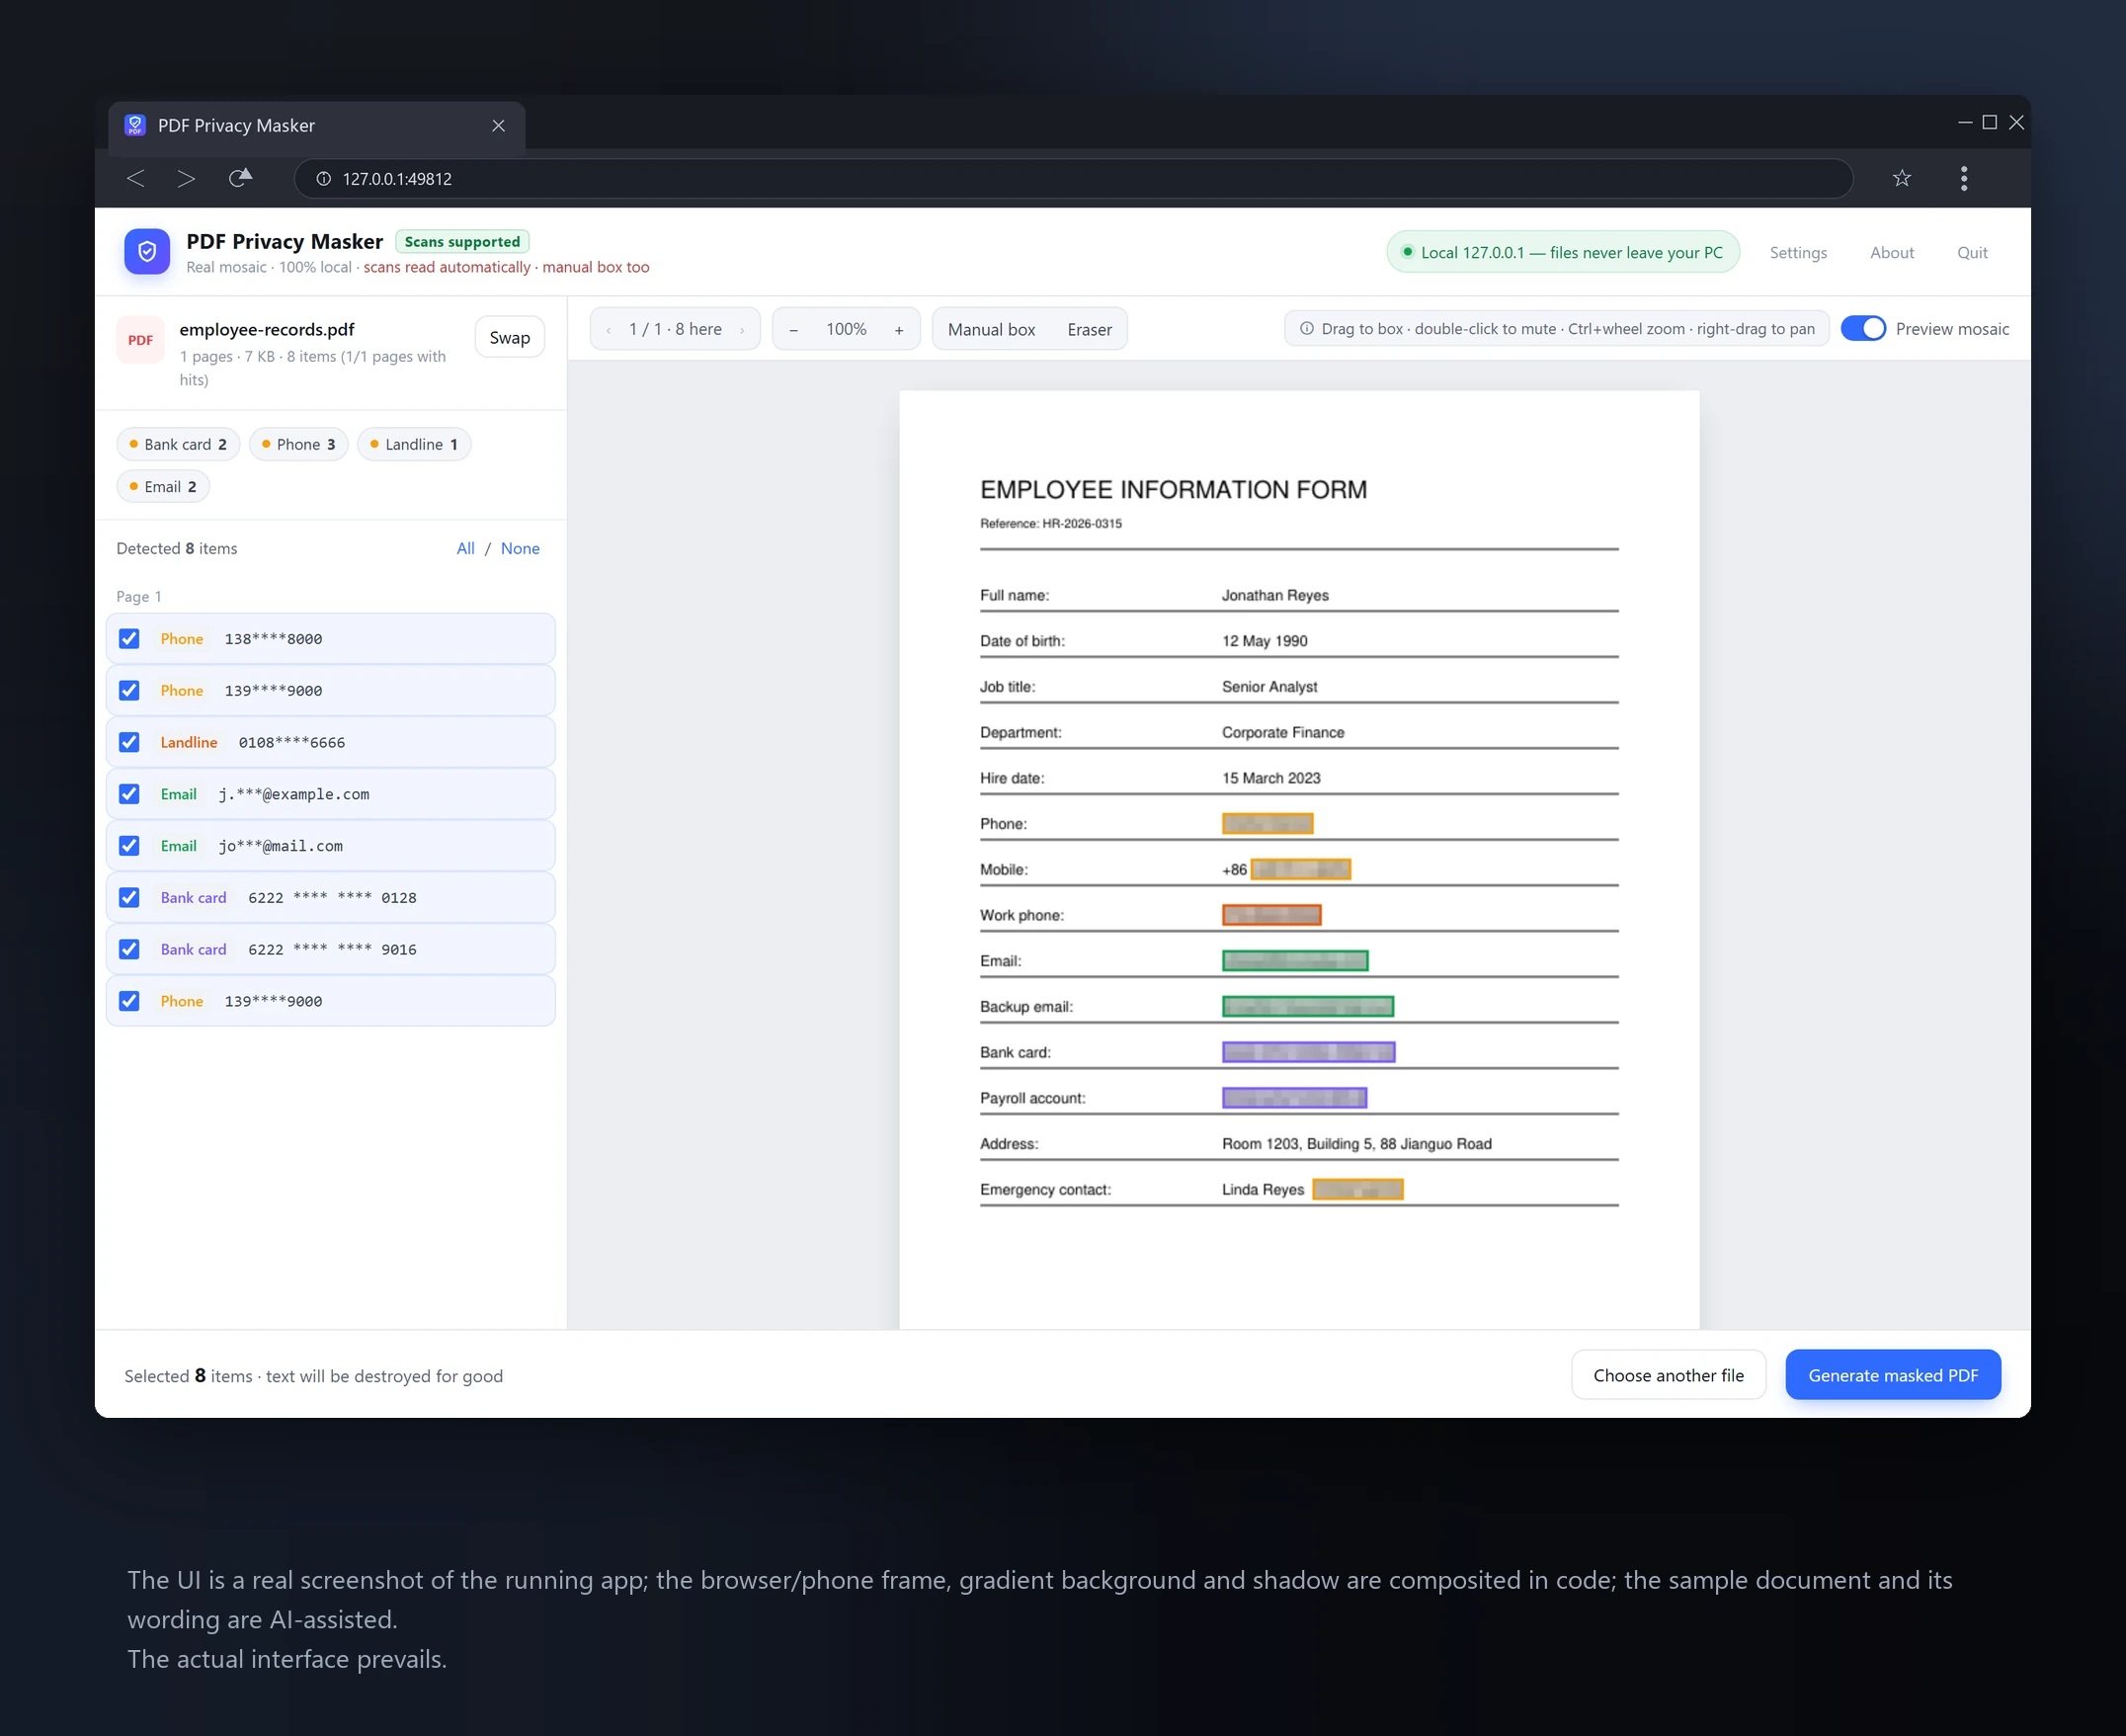 PDF Privacy Masker
127.0.0.1:49812
PDF Privacy Masker Scans supported
Real mosaic · 100% local · scans read automatically · manual box too
Local 127.0.0.1 — files never leave your PC Settings About Quit
PDF
employee-records.pdf
Swap
1 pages · 7 KB · 8 items (1/1 pages with
hits)
Bank card 2 Phone 3 Landline 1
Email 2
Detected 8 items All / None
Page 1
Phone 138****8000
Phone 139****9000
Landline 0108****6666
Email j.***@example.com
Email jo***@mail.com
Bank card 6222 **** **** 0128
Bank card 6222 **** **** 9016
Phone 139****9000
‹ 1 / 1 · 8 here › − 100% + Manual box Eraser Drag to box · double-click to mute · Ctrl+wheel zoom · right-drag to pan Preview mosaic
EMPLOYEE INFORMATION FORM
Reference: HR-2026-0315
Full name: Jonathan Reyes
Date of birth: 12 May 1990
Job title: Senior Analyst
Department: Corporate Finance
Hire date: 15 March 2023
Phone:
Mobile: +86
Work phone:
Email:
Backup email:
Bank card:
Payroll account:
Address: Room 1203, Building 5, 88 Jianguo Road
Emergency contact: Linda Reyes
Selected 8 items · text will be destroyed for good Choose another file Generate masked PDF
The UI is a real screenshot of the running app; the browser/phone frame, gradient background and shadow are composited in code; the sample document and its
wording are AI-assisted.
The actual interface prevails.